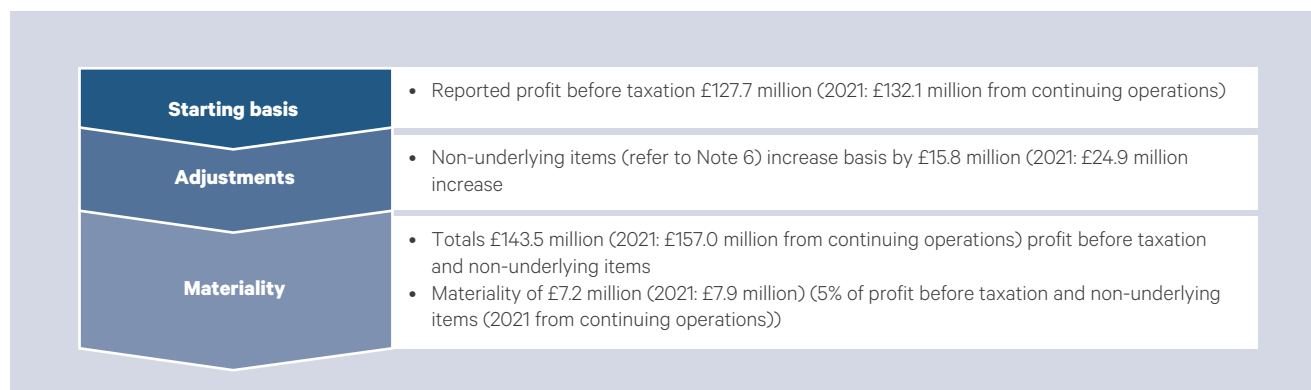 Starting basis
• Reported profit before taxation £127.7 million (2021: £132.1 million from continuing operations)
Adjustments
• Non-underlying items (refer to Note 6) increase basis by £15.8 million (2021: £24.9 million
increase
Materiality
• Totals £143.5 million (2021: £157.0 million from continuing operations) profit before taxation
and non-underlying items
• Materiality of £7.2 million (2021: £7.9 million) (5% of profit before taxation and non-underlying
items (2021 from continuing operations))